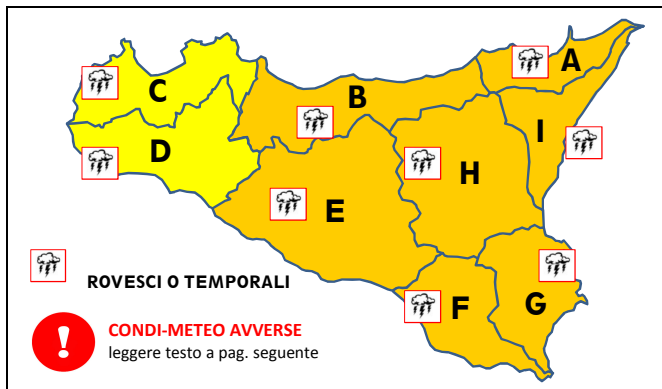 A
C
B
I
D
H
E
F
G
ROVESCI O TEMPORALI
!
CONDI-METEO AVVERSE
leggere testo a pag. seguente